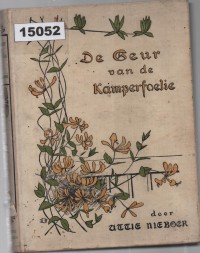 15052
De Geur
van de
Kamperfoelie
door
ATTIE NIEBOER